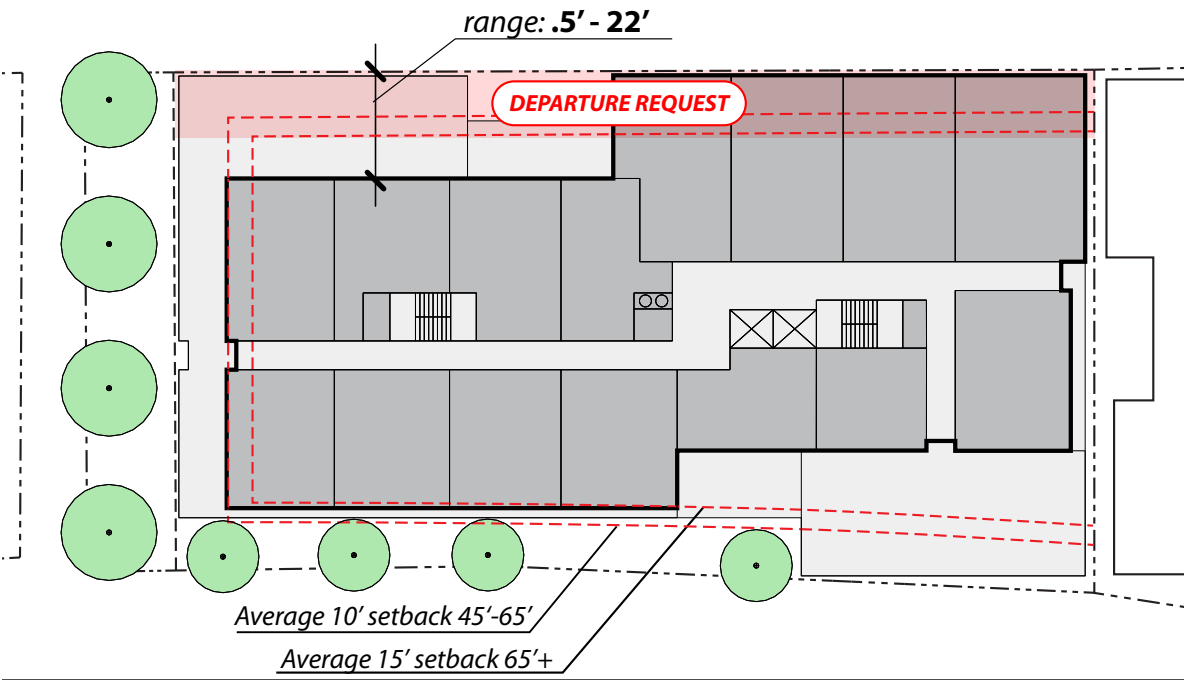 range: .5’ - 22’
DEPARTURE REQUEST
Average 10’ setback 45’-65’
Average 15’ setback 65’+